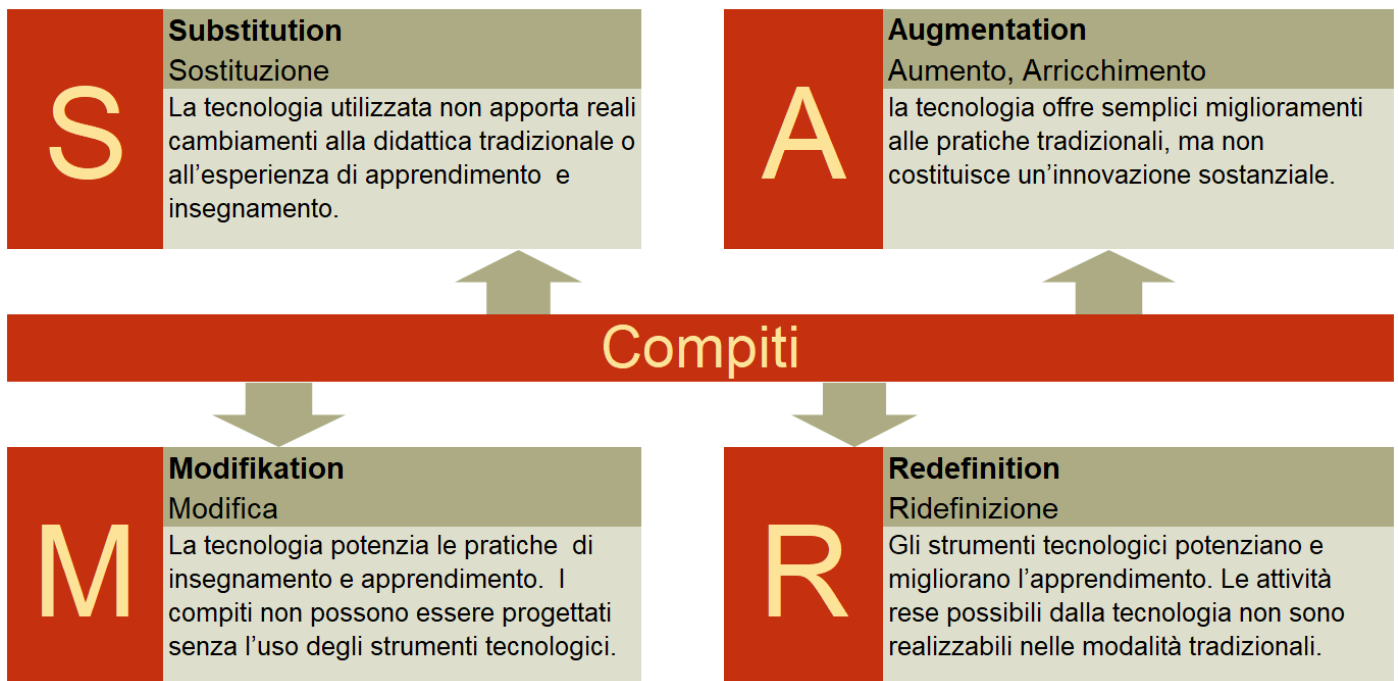 S
Substitution
Sostituzione
La tecnologia utilizzata non apporta reali
cambiamenti alla didattica tradizionale o
all’esperienza di apprendimento e
insegnamento.
A
Augmentation
Aumento, Arricchimento
la tecnologia offre semplici miglioramenti
alle pratiche tradizionali, ma non
costituisce un’innovazione sostanziale.
Compiti
M
Modifikation
Modifica
La tecnologia potenzia le pratiche di
insegnamento e apprendimento. I
compiti non possono essere progettati
senza l’uso degli strumenti tecnologici.
R
Redefinition
Ridefinizione
Gli strumenti tecnologici potenziano e
migliorano l’apprendimento. Le attività
rese possibili dalla tecnologia non sono
realizzabili nelle modalità tradizionali.